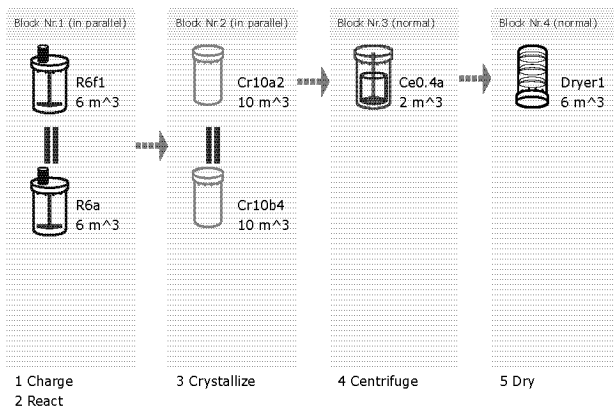 Block Nr.1 (in parallel)
Block Nr.2 (in parallel)
Block Nr.3 (normal)
Block Nr.4 (normal)
R6f1
6 m^3
Cr10a2
10 m^3
Ce0.4a
2 m^3
Dryer1
6 m^3
R6a
6 m^3
Cr10b4
10 m^3
1 Charge
2 React
3 Crystallize
4 Centrifuge
5 Dry